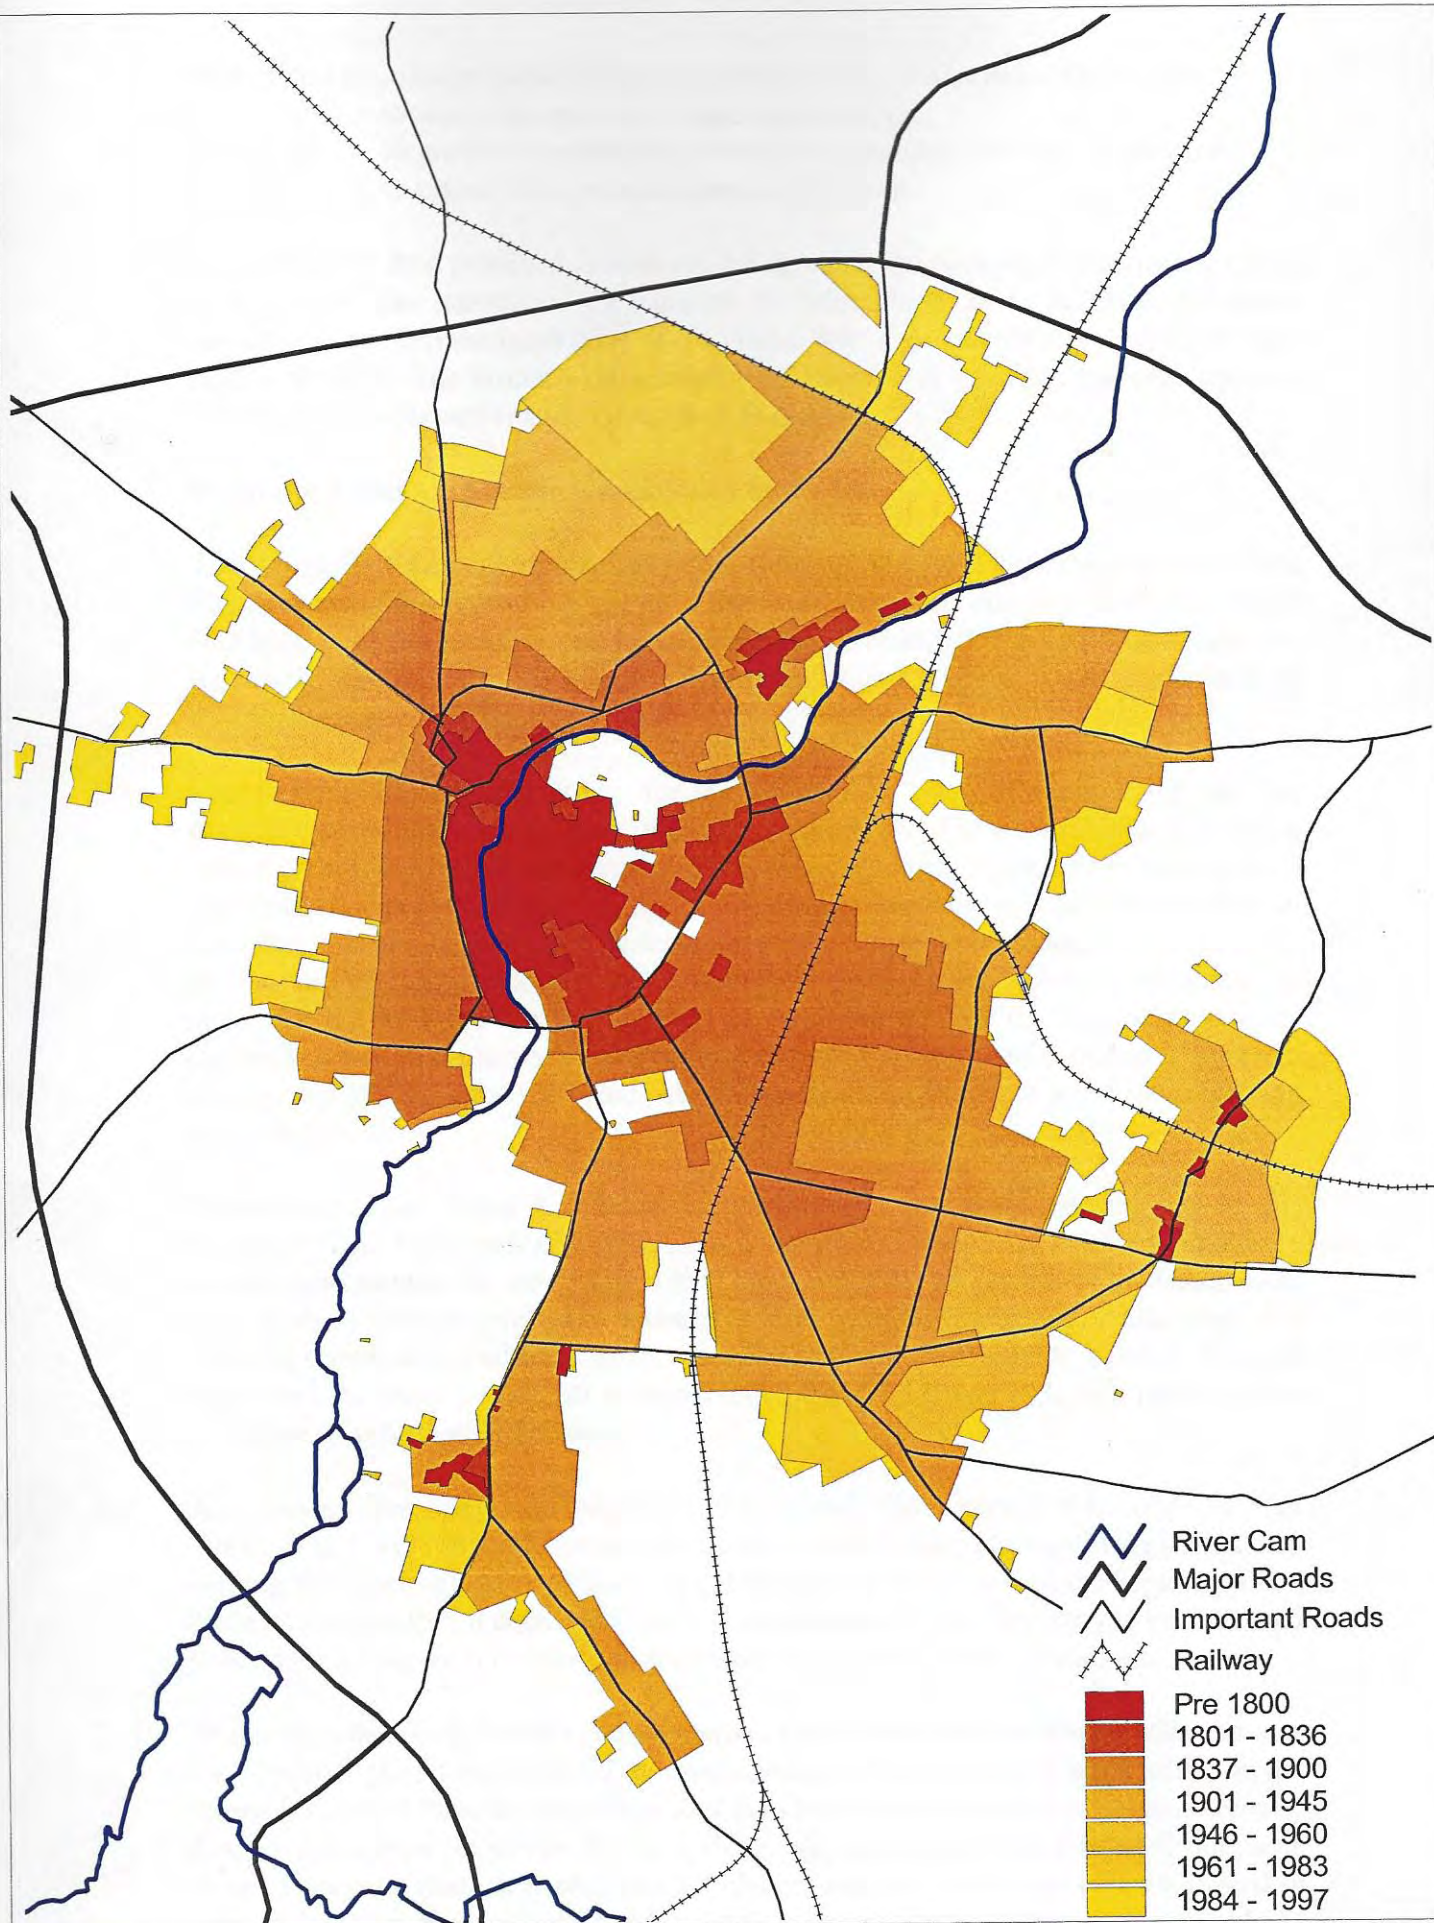 River Cam
Major Roads
Important Roads
Railway
Pre 1800
1801 - 1836
1837 - 1900
1901 - 1945
1946 - 1960
1961 - 1983
1984 - 1997